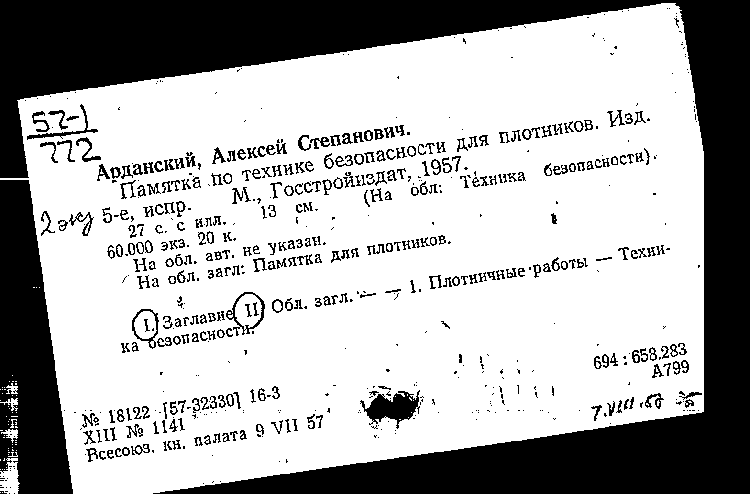 57-1
772
Арданский, Алексей Степанович.
Памятка по технике безопасности для плотников. Изд.
2 экз 5-е, испр. М., Госстройиздат, 1957.
27 с. с илл. 13 см. (На обл: Техника безопасности).
60.000 экз. 20 к.
На обл. авт. не указан.
На обл. загл: Памятка для плотников.
I. Заглавие II Обл. загл. — — 1. Плотничные работы — Техни-
ка безопасности.
694 : 658.283
А799
№ 18122 [57-32330] 16-3
XIII № 1141
Всесоюз. кн. палата 9 VII 57
7.VIII.57